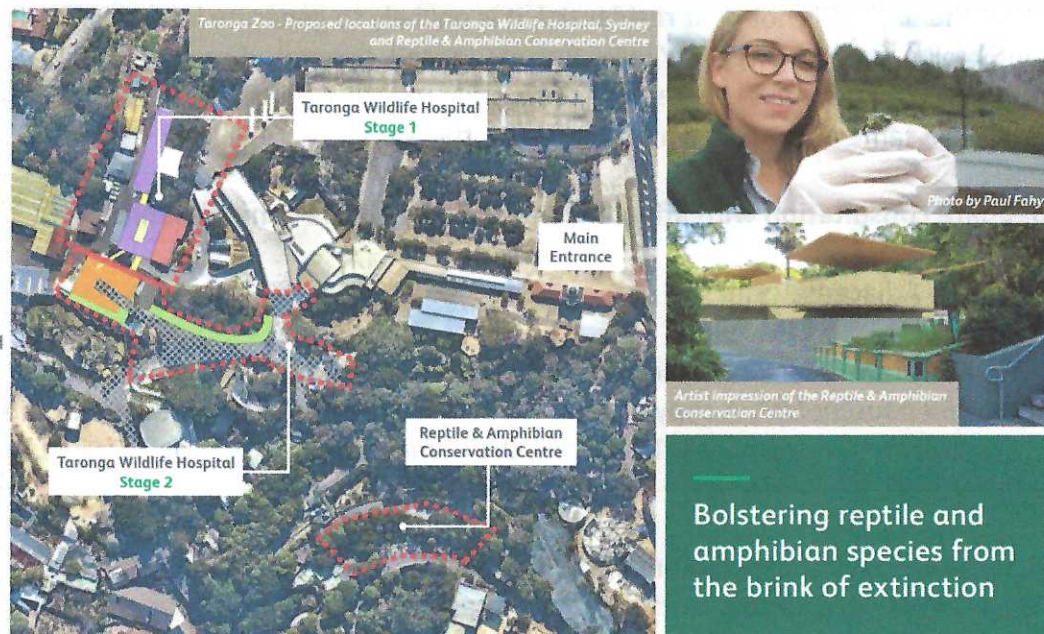 Taronga Zoo - Proposed locations of the Taronga Wildlife Hospital, Sydney
and Reptile & Amphibian Conservation Centre
Taronga Wildlife Hospital
Stage 1
Main
Entrance
Taronga Wildlife Hospital
Stage 2
Reptile & Amphibian
Conservation Centre
Photo by Paul Fahy
Artist impression of the Reptile & Amphibian
Conservation Centre
Bolstering reptile and
amphibian species from
the brink of extinction